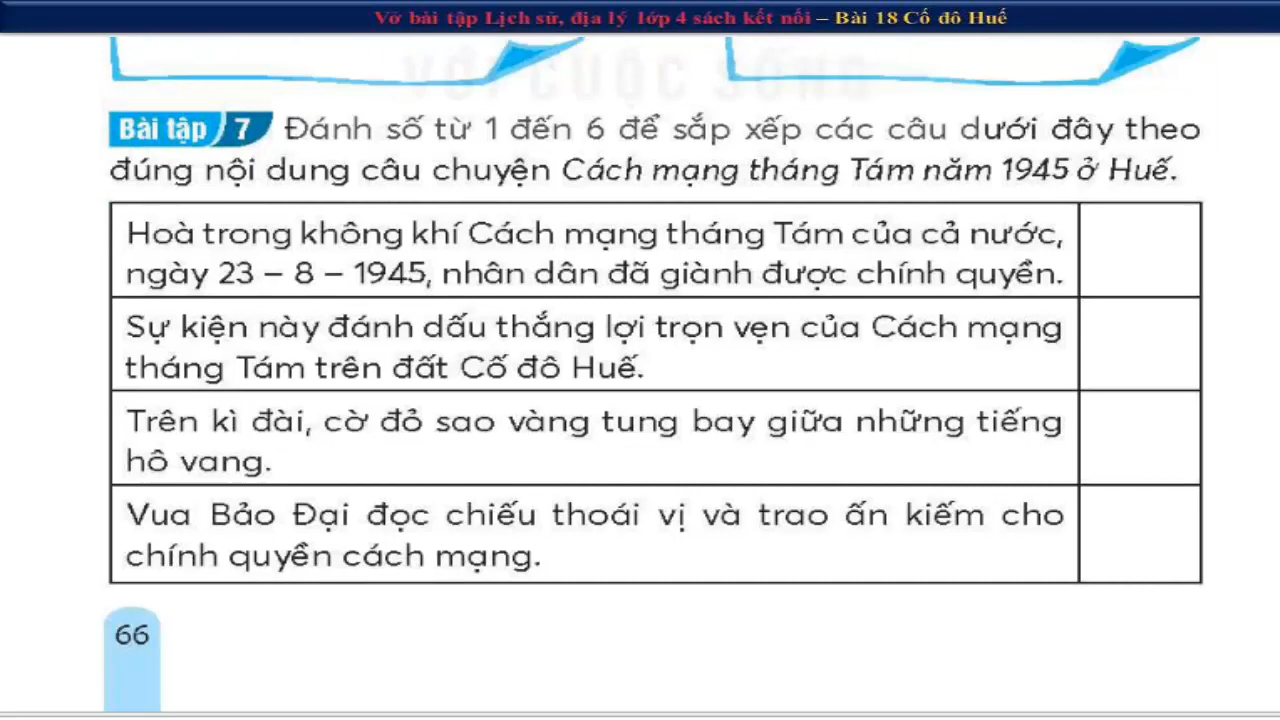 Vở bài tập Lịch sử, địa lý lớp 4 sách kết nối – Bài 18 Cố đô Huế
VỚI CUỘC SỐNG
Bài tập 7 Đánh số từ 1 đến 6 để sắp xếp các câu dưới đây theo
đúng nội dung câu chuyện Cách mạng tháng Tám năm 1945 ở Huế.
Hoà trong không khí Cách mạng tháng Tám của cả nước,
ngày 23 – 8 – 1945, nhân dân đã giành được chính quyền.
Sự kiện này đánh dấu thắng lợi trọn vẹn của Cách mạng
tháng Tám trên đất Cố đô Huế.
Trên kì đài, cờ đỏ sao vàng tung bay giữa những tiếng
hô vang.
Vua Bảo Đại đọc chiếu thoái vị và trao ấn kiếm cho
chính quyền cách mạng.
66